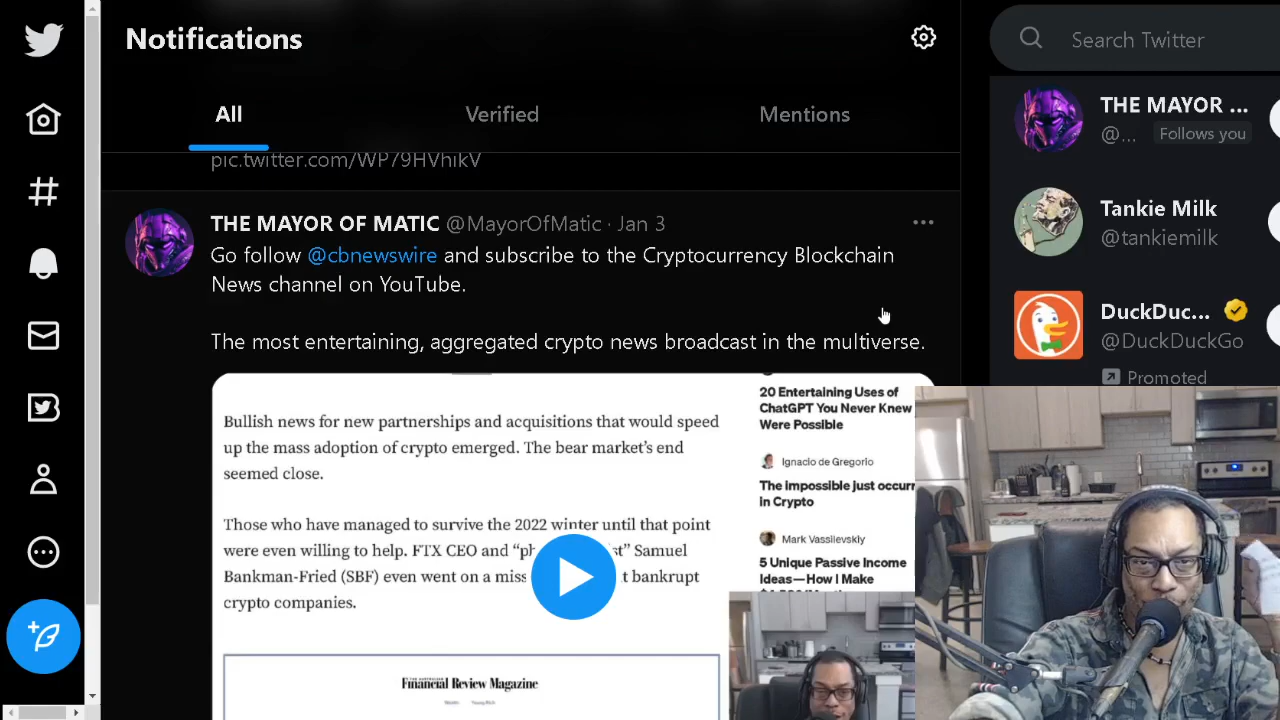 Notifications
Search Twitter
All
Verified
Mentions
pic.twitter.com/WP79HVhikV
THE MAYOR OF MATIC @MayorOfMatic · Jan 3
Go follow @cbnewswire and subscribe to the Cryptocurrency Blockchain
News channel on YouTube.
The most entertaining, aggregated crypto news broadcast in the multiverse.
Bullish news for new partnerships and acquisitions that would speed
up the mass adoption of crypto emerged. The bear market's end
seemed close.
Those who have managed to survive the 2022 winter until that point
were even willing to help. FTX CEO and “ph st” Samuel
Bankman-Fried (SBF) even went on a miss t bankrupt
crypto companies.
Financial Review Magazine
20 Entertaining Uses of
ChatGPT You Never Knew
Were Possible
Ignacio de Gregorio
The impossible just occurr
in Crypto
Mark Vassilevskiy
5 Unique Passive Income
Ideas — How I Make
THE MAYOR ...
@... Follows you
Tankie Milk
@tankiemilk
DuckDuc...
@DuckDuckGo
Promoted